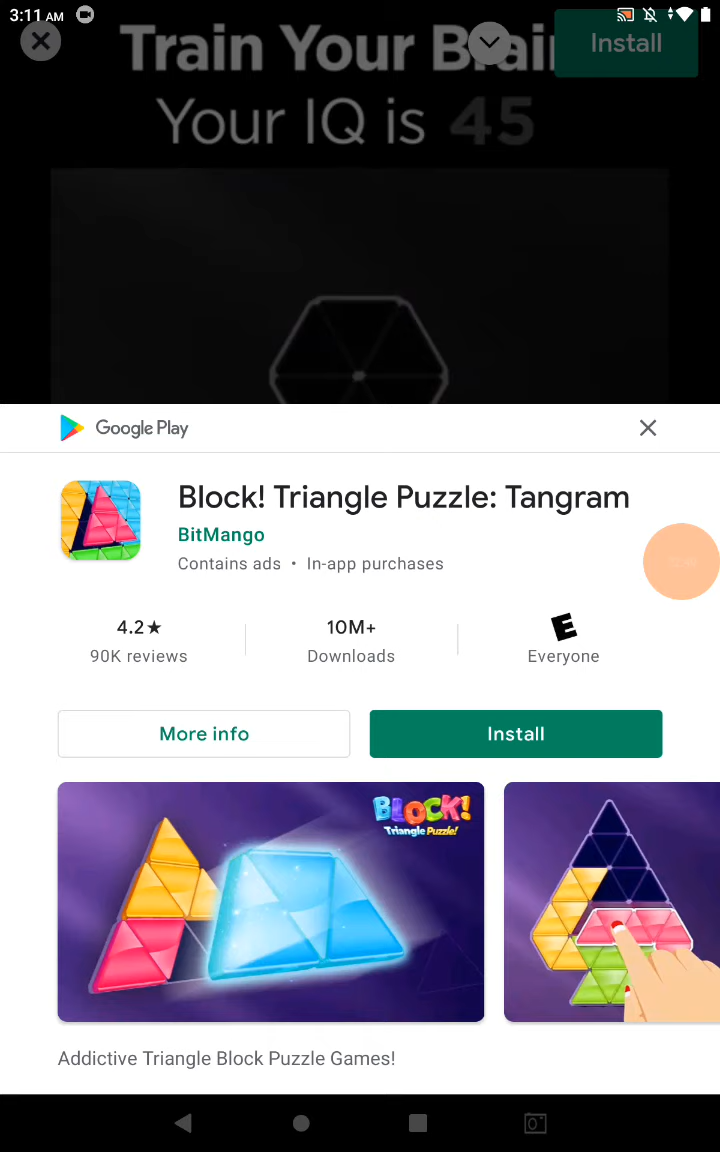 3:11 AM
Train Your Brain
Install
Your IQ is 45
Google Play
Block! Triangle Puzzle: Tangram
BitMango
Contains ads • In-app purchases
4.2★
10M+
E
90K reviews
Downloads
Everyone
More info
Install
BLOCK!
Triangle Puzzle!
Addictive Triangle Block Puzzle Games!